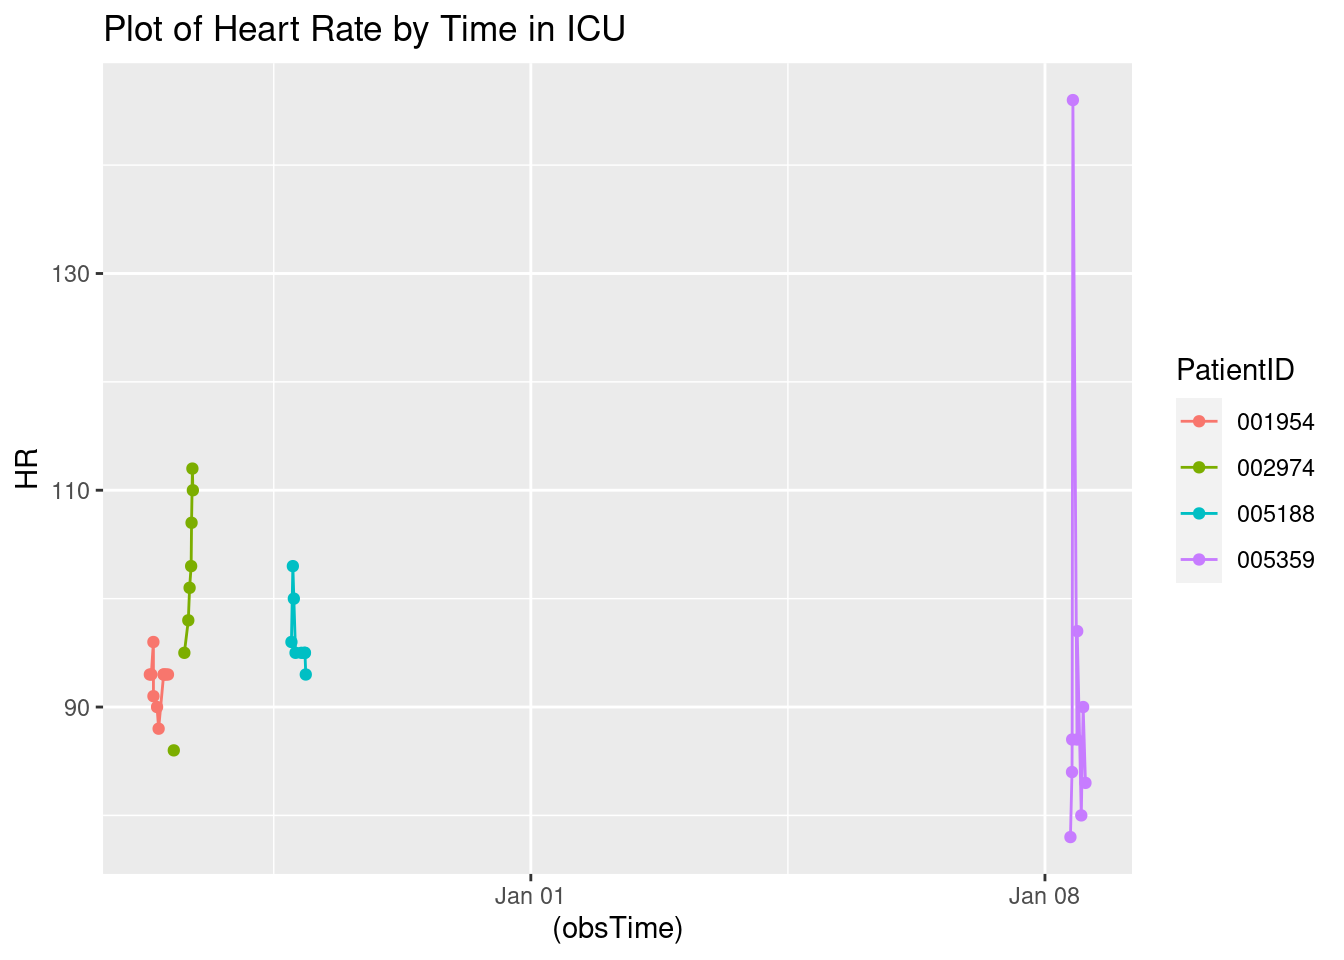 Plot of Heart Rate by Time in ICU
130
110
90
HR
Jan 01
Jan 08
(obsTime)
PatientID
001954
002974
005188
005359